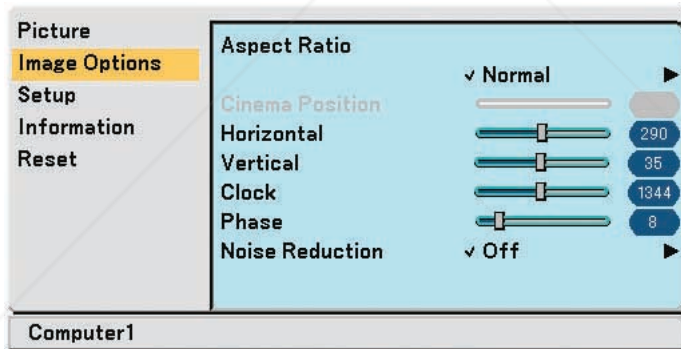 Picture
Image Options
Setup
Information
Reset
Aspect Ratio
✓ Normal ▶
Cinema Position
Horizontal 290
Vertical 35
Clock 1344
Phase 8
Noise Reduction ✓ Off ▶
Computer1